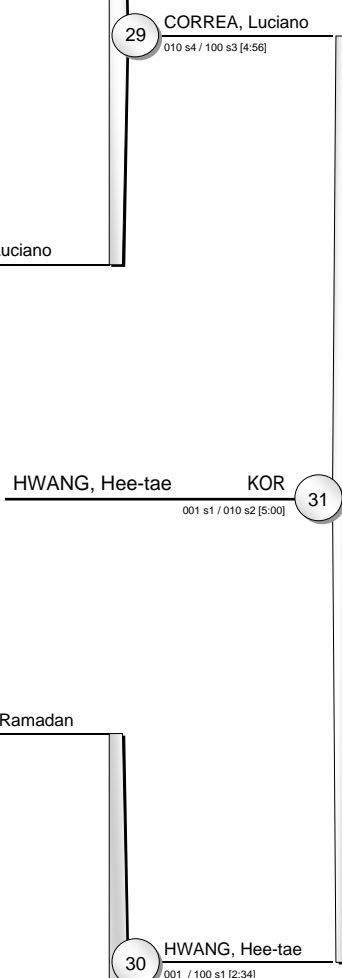 29
CORREA, Luciano
010 s4 / 100 s3 [4:56]
uciano
HWANG, Hee-tae KOR
31
001 s1 / 010 s2 [5:00]
Ramadan
30
HWANG, Hee-tae
001 / 100 s1 [2:34]